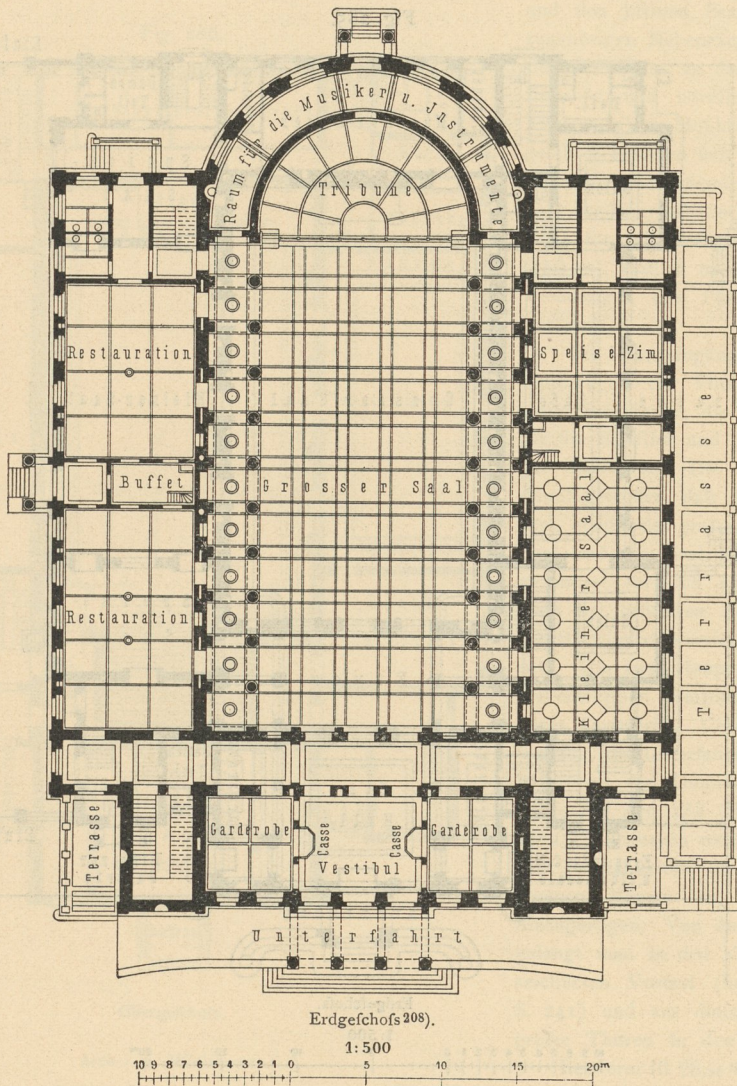 Raum für die Musiker u. Jnstrumente
Tribune
Restauration
Speise-Zim.
Buffet
Grosser Saal
Kleiner Saal
Terrasse
Restauration
Terrasse
Garderobe
Casse
Vestibul
Casse
Garderobe
Terrasse
Unterfahrt
Erdgeſchoſs 208).
1:500
10 9 8 7 6 5 4 3 2 1 0 5 10 15 20m